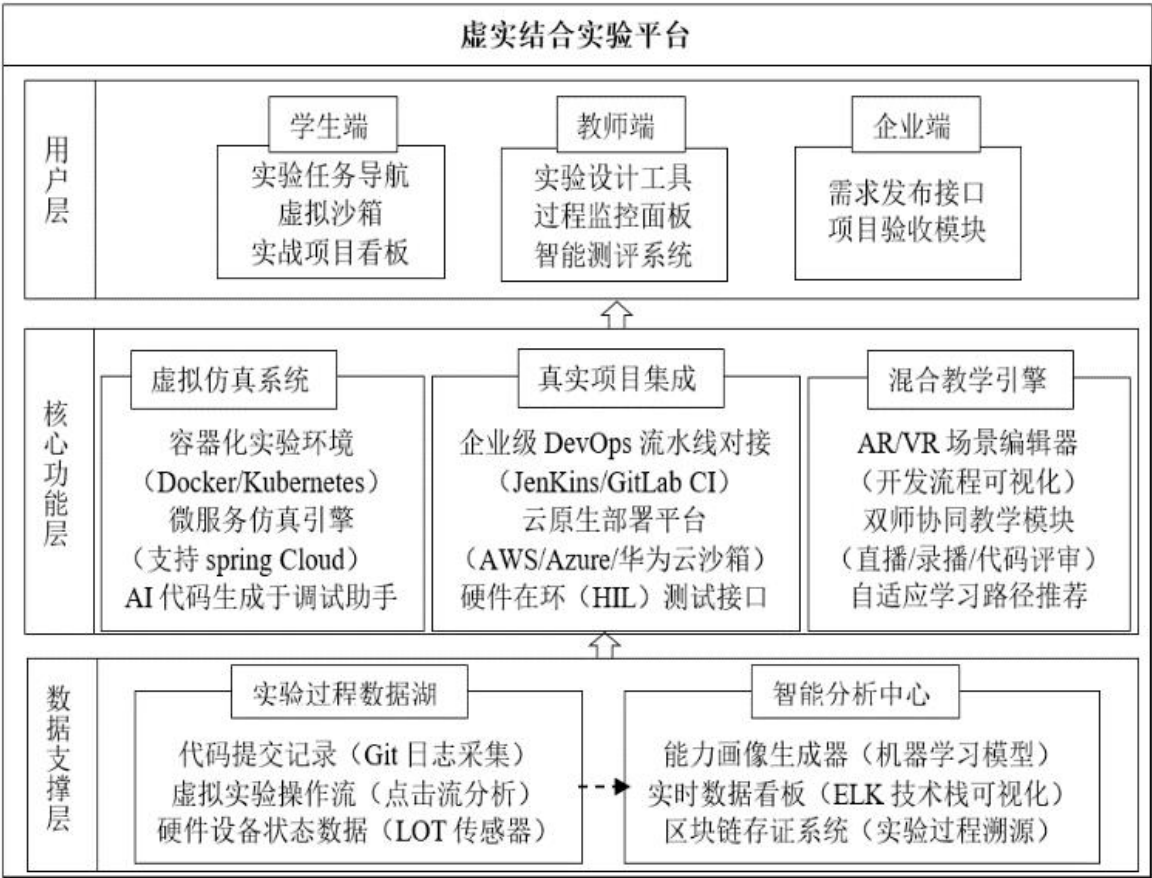 虚实结合实验平台
用户层
学生端
实验任务导航
虚拟沙箱
实战项目看板
教师端
实验设计工具
过程监控面板
智能测评系统
企业端
需求发布接口
项目验收模块
核心功能层
虚拟仿真系统
容器化实验环境
（Docker/Kubernetes）
微服务仿真引擎
（支持 spring Cloud）
AI 代码生成于调试助手
真实项目集成
企业级 DevOps 流水线对接
（JenKins/GitLab CI）
云原生部署平台
（AWS/Azure/华为云沙箱）
硬件在环（HIL）测试接口
混合教学引擎
AR/VR 场景编辑器
（开发流程可视化）
双师协同教学模块
（直播/录播/代码评审）
自适应学习路径推荐
数据支撑层
实验过程数据湖
代码提交记录（Git 日志采集）
虚拟实验操作流（点击流分析）
硬件设备状态数据（LOT 传感器）
智能分析中心
能力画像生成器（机器学习模型）
实时数据看板（ELK 技术栈可视化）
区块链存证系统（实验过程溯源）